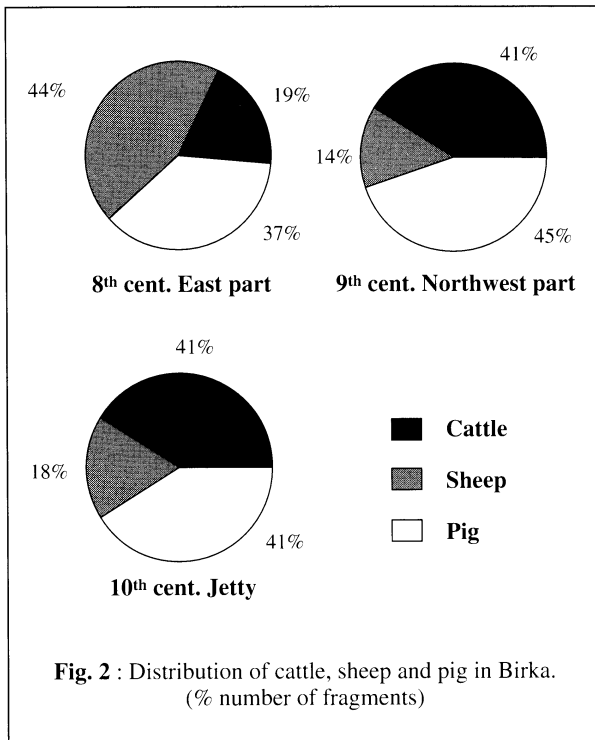 44%
19%
37%
8th cent. East part
41%
14%
45%
9th cent. Northwest part
41%
18%
41%
10th cent. Jetty
Cattle
Sheep
Pig
Fig. 2 : Distribution of cattle, sheep and pig in Birka.
(% number of fragments)